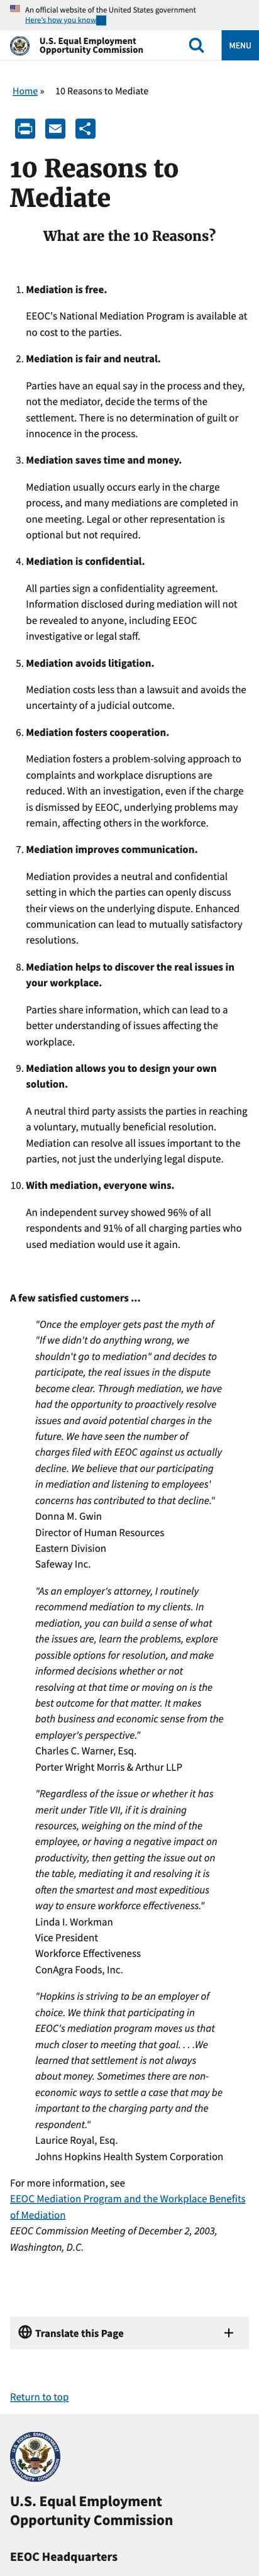 An official website of the United States government
Here's how you know
U.S. Equal Employment
Opportunity Commission
MENU
Home » 10 Reasons to Mediate
10 Reasons to
Mediate
What are the 10 Reasons?
1. Mediation is free.
EEOC's National Mediation Program is available at
no cost to the parties.
2. Mediation is fair and neutral.
Parties have an equal say in the process and they,
not the mediator, decide the terms of the
settlement. There is no determination of guilt or
innocence in the process.
3. Mediation saves time and money.
Mediation usually occurs early in the charge
process, and many mediations are completed in
one meeting. Legal or other representation is
optional but not required.
4. Mediation is confidential.
All parties sign a confidentiality agreement.
Information disclosed during mediation will not
be revealed to anyone, including EEOC
investigative or legal staff.
5. Mediation avoids litigation.
Mediation costs less than a lawsuit and avoids the
uncertainty of a judicial outcome.
6. Mediation fosters cooperation.
Mediation fosters a problem-solving approach to
complaints and workplace disruptions are
reduced. With an investigation, even if the charge
is dismissed by EEOC, underlying problems may
remain, affecting others in the workforce.
7. Mediation improves communication.
Mediation provides a neutral and confidential
setting in which the parties can openly discuss
their views on the underlying dispute. Enhanced
communication can lead to mutually satisfactory
resolutions.
8. Mediation helps to discover the real issues in
your workplace.
Parties share information, which can lead to a
better understanding of issues affecting the
workplace.
9. Mediation allows you to design your own
solution.
A neutral third party assists the parties in reaching
a voluntary, mutually beneficial resolution.
Mediation can resolve all issues important to the
parties, not just the underlying legal dispute.
10. With mediation, everyone wins.
An independent survey showed 96% of all
respondents and 91% of all charging parties who
used mediation would use it again.
A few satisfied customers ...
"Once the employer gets past the myth of
"If we didn't do anything wrong, we
shouldn't go to mediation" and decides to
participate, the real issues in the dispute
become clear. Through mediation, we have
had the opportunity to proactively resolve
issues and avoid potential charges in the
future. We have seen the number of
charges filed with EEOC against us actually
decline. We believe that our participating
in mediation and listening to employees'
concerns has contributed to that decline."
Donna M. Gwin
Director of Human Resources
Eastern Division
Safeway Inc.
"As an employer's attorney, I routinely
recommend mediation to my clients. In
mediation, you can build a sense of what
the issues are, learn the problems, explore
possible options for resolution, and make
informed decisions whether or not
resolving at that time or moving on is the
best outcome for that matter. It makes
both business and economic sense from the
employer's perspective."
Charles C. Warner, Esq.
Porter Wright Morris & Arthur LLP
"Regardless of the issue or whether it has
merit under Title VII, if it is draining
resources, weighing on the mind of the
employee, or having a negative impact on
productivity, then getting the issue out on
the table, mediating it and resolving it is
often the smartest and most expeditious
way to ensure workforce effectiveness."
Linda I. Workman
Vice President
Workforce Effectiveness
ConAgra Foods, Inc.
"Hopkins is striving to be an employer of
choice. We think that participating in
EEOC's mediation program moves us that
much closer to meeting that goal. . . .We
learned that settlement is not always
about money. Sometimes there are non-
economic ways to settle a case that may be
important to the charging party and the
respondent."
Laurice Royal, Esq.
Johns Hopkins Health System Corporation
For more information, see
EEOC Mediation Program and the Workplace Benefits
of Mediation
EEOC Commission Meeting of December 2, 2003,
Washington, D.C.
Translate this Page
Return to top
U.S. Equal Employment
Opportunity Commission
EEOC Headquarters